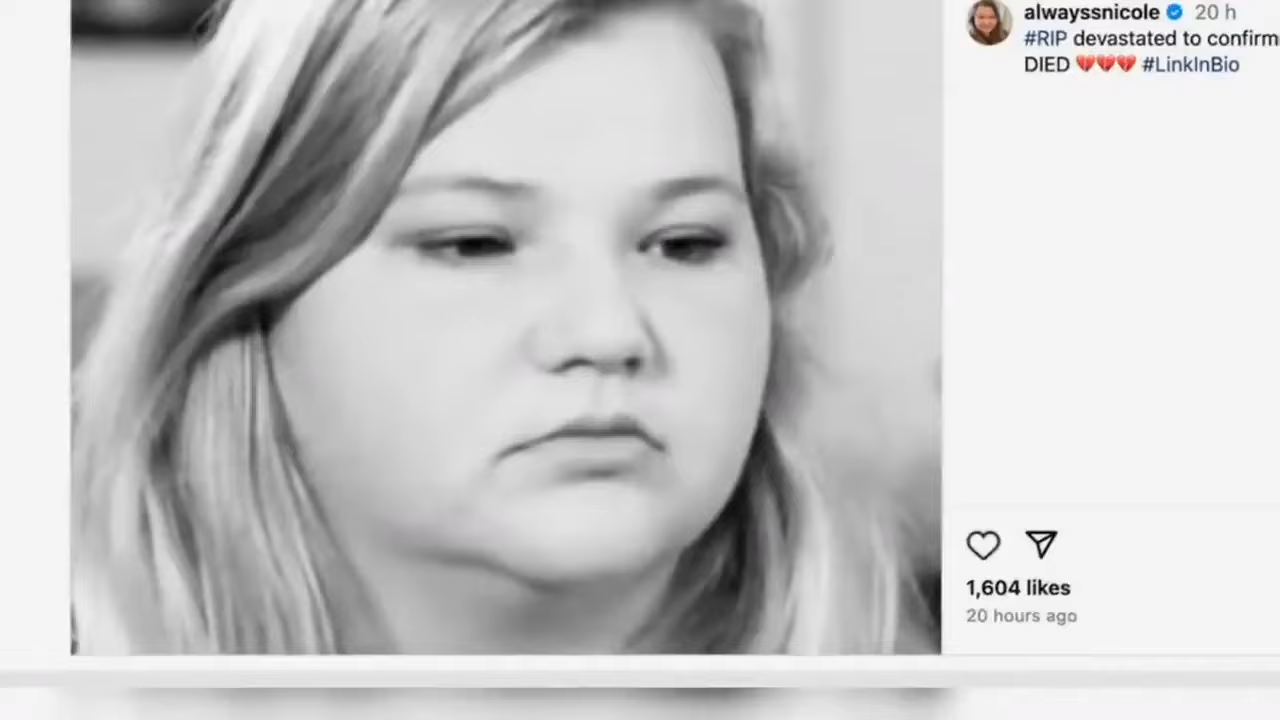 alwayssnicole 20 h
#RIP devastated to confirm
DIED 💔💔💔 #LinkInBio
1,604 likes
20 hours ago